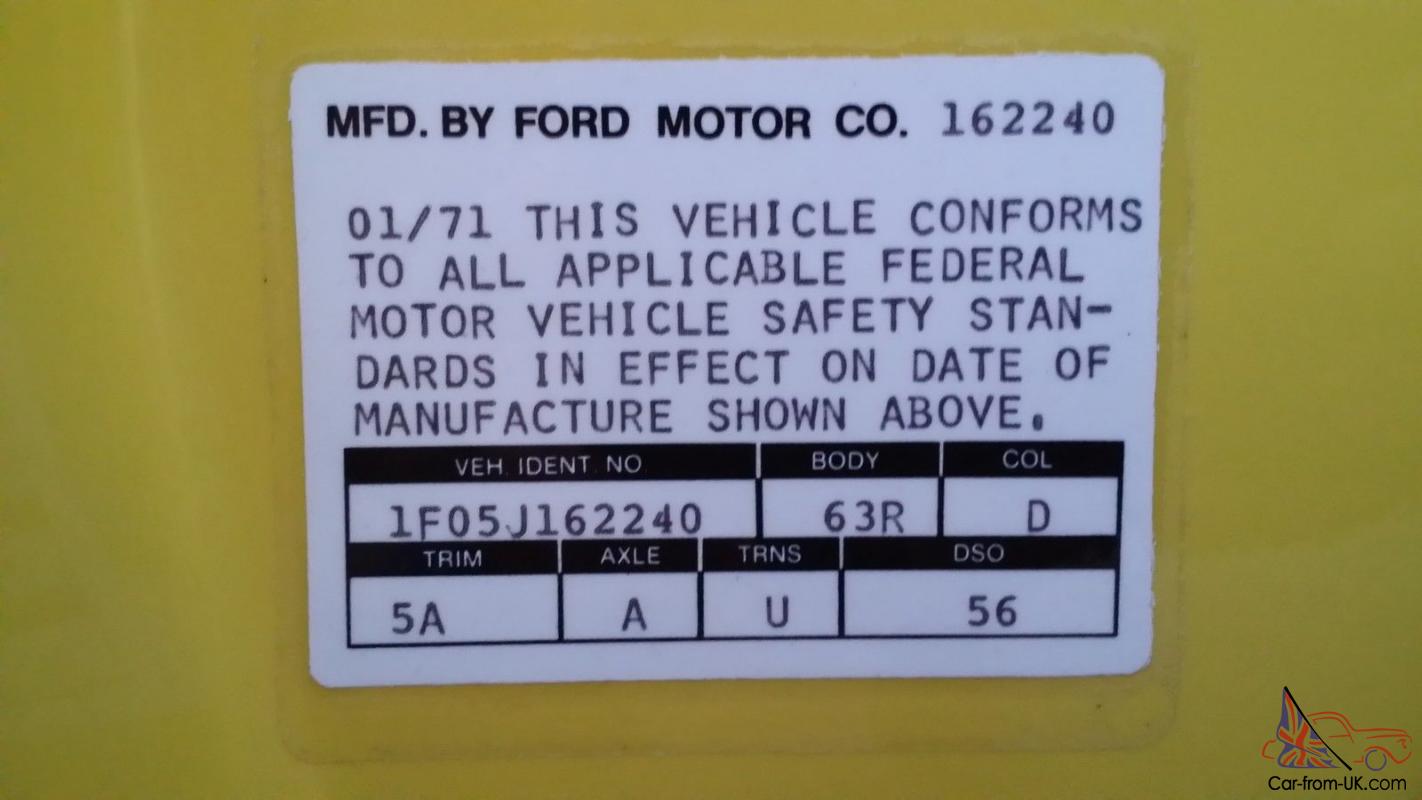 MFD. BY FORD MOTOR CO. 162240
01/71 THIS VEHICLE CONFORMS
TO ALL APPLICABLE FEDERAL
MOTOR VEHICLE SAFETY STAN-
DARDS IN EFFECT ON DATE OF
MANUFACTURE SHOWN ABOVE.
VEH. IDENT. NO BODY COL
1F05J162240 63R D
TRIM AXLE TRNS DSO
5A A U 56
Car-from-UK.com